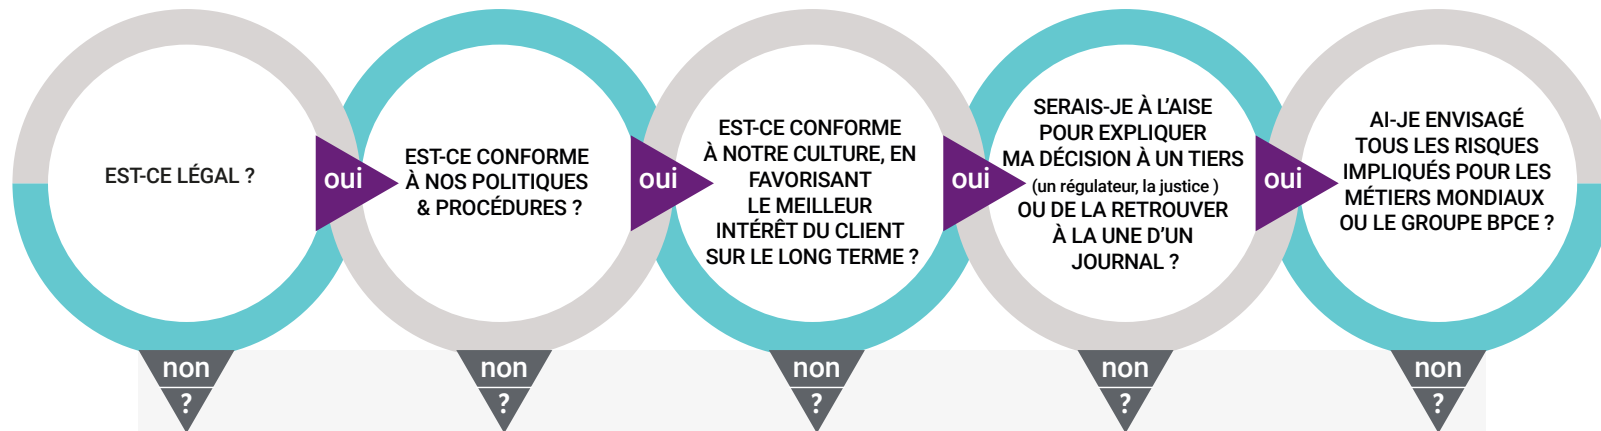 EST-CE LÉGAL ?
oui
EST-CE CONFORME
À NOS POLITIQUES
& PROCÉDURES ?
oui
EST-CE CONFORME
À NOTRE CULTURE, EN
FAVORISANT
LE MEILLEUR
INTÉRÊT DU CLIENT
SUR LE LONG TERME ?
oui
SERAIS-JE À L'AISE
POUR EXPLIQUER
MA DÉCISION À UN TIERS
(un régulateur, la justice )
OU DE LA RETROUVER
À LA UNE D'UN
JOURNAL ?
oui
AI-JE ENVISAGÉ
TOUS LES RISQUES
IMPLIQUÉS POUR LES
MÉTIERS MONDIAUX
OU LE GROUPE BPCE ?
non
?
non
?
non
?
non
?
non
?